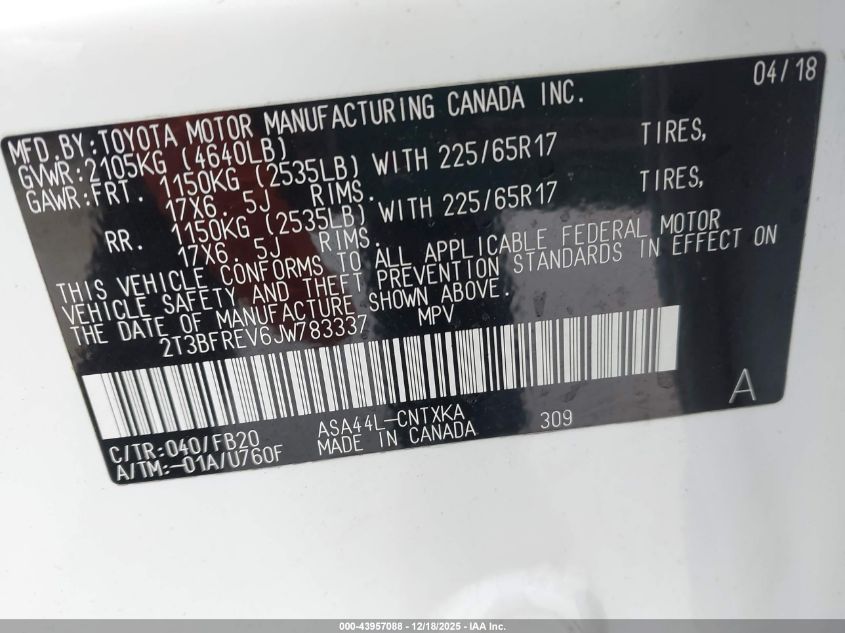 04/18
MFD.BY:TOYOTA MOTOR MANUFACTURING CANADA INC.
GVWR:2105KG (4640LB)
GAWR:FRT. 1150KG (2535LB) WITH 225/65R17 TIRES,
17X6. 5J RIMS.
RR. 1150KG (2535LB) WITH 225/65R17 TIRES,
17X6. 5J RIMS.
THIS VEHICLE CONFORMS TO ALL APPLICABLE FEDERAL MOTOR
VEHICLE SAFETY AND THEFT PREVENTION STANDARDS IN EFFECT ON
THE DATE OF MANUFACTURE SHOWN ABOVE.
2T3BFREV6JW783337 MPV
A
C/TR:040/FB20 ASA44L-CNTXKA 309
A/TM:-01A/U760F MADE IN CANADA
000-43957088 - 12/18/2025 - IAA Inc.